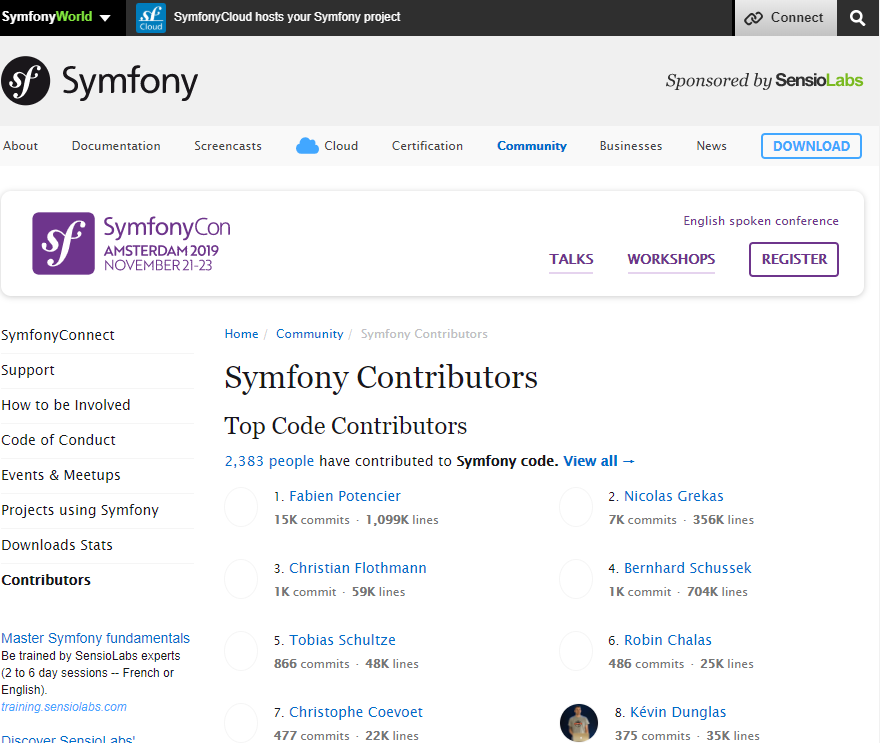 SymfonyWorld
Cloud
SymfonyCloud hosts your Symfony project
Connect
Symfony
Sponsored by SensioLabs
About Documentation Screencasts Cloud Certification Community Businesses News DOWNLOAD
SymfonyCon
AMSTERDAM 2019
NOVEMBER 21-23
English spoken conference
TALKS WORKSHOPS REGISTER
SymfonyConnect
Support
How to be Involved
Code of Conduct
Events & Meetups
Projects using Symfony
Downloads Stats
Contributors
Master Symfony fundamentals
Be trained by SensioLabs experts
(2 to 6 day sessions -- French or
English).
training.sensiolabs.com
Discover SensioLabs'
Home / Community / Symfony Contributors
Symfony Contributors
Top Code Contributors
2,383 people have contributed to Symfony code. View all →
1. Fabien Potencier
15K commits · 1,099K lines
2. Nicolas Grekas
7K commits · 356K lines
3. Christian Flothmann
1K commit · 59K lines
4. Bernhard Schussek
1K commit · 704K lines
5. Tobias Schultze
866 commits · 48K lines
6. Robin Chalas
486 commits · 25K lines
7. Christophe Coevoet
477 commits · 22K lines
8. Kévin Dunglas
375 commits · 35K lines